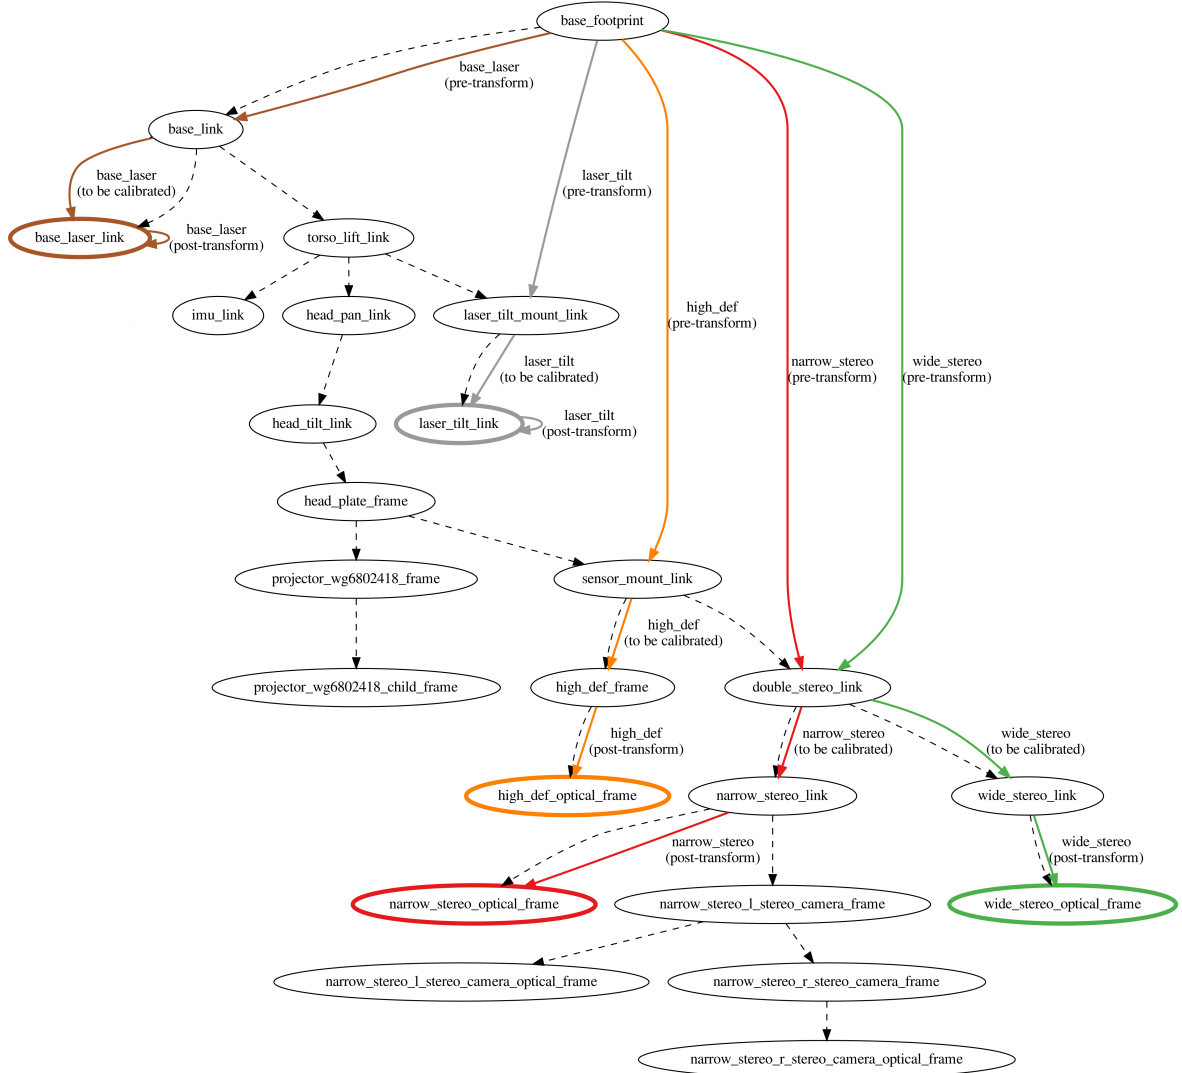 base_footprint
base_laser
(pre-transform)
base_link
base_laser
(to be calibrated)
laser_tilt
(pre-transform)
base_laser_link
base_laser
(post-transform)
torso_lift_link
imu_link
head_pan_link
laser_tilt_mount_link
high_def
(pre-transform)
laser_tilt
(to be calibrated)
narrow_stereo
(pre-transform)
wide_stereo
(pre-transform)
head_tilt_link
laser_tilt_link
laser_tilt
(post-transform)
head_plate_frame
projector_wg6802418_frame
sensor_mount_link
high_def
(to be calibrated)
projector_wg6802418_child_frame
high_def_frame
double_stereo_link
high_def
(post-transform)
narrow_stereo
(to be calibrated)
wide_stereo
(to be calibrated)
high_def_optical_frame
narrow_stereo_link
wide_stereo_link
narrow_stereo
(post-transform)
wide_stereo
(post-transform)
narrow_stereo_optical_frame
narrow_stereo_l_stereo_camera_frame
wide_stereo_optical_frame
narrow_stereo_l_stereo_camera_optical_frame
narrow_stereo_r_stereo_camera_frame
narrow_stereo_r_stereo_camera_optical_frame